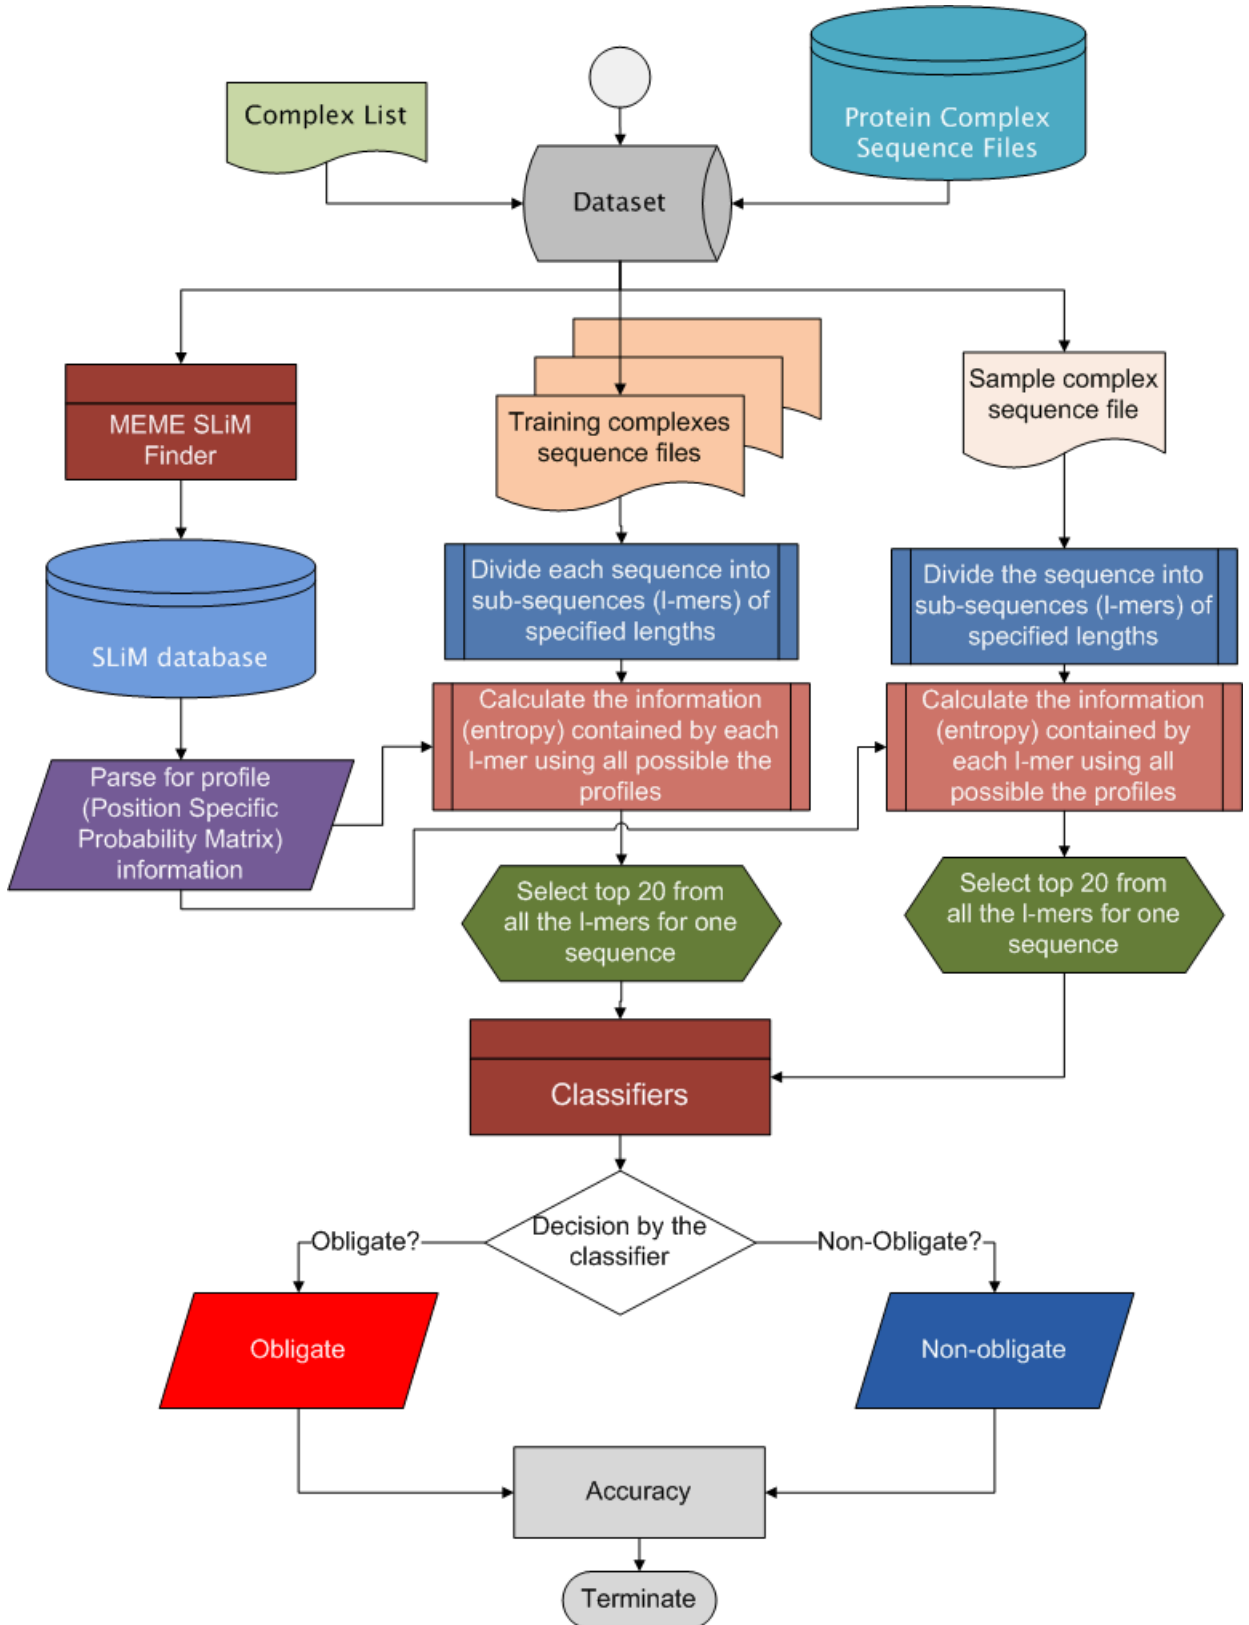 Complex List
Protein Complex
Sequence Files
Dataset
MEME SLiM
Finder
Training complexes
sequence files
Sample complex
sequence file
SLiM database
Divide each sequence into
sub-sequences (l-mers) of
specified lengths
Divide the sequence into
sub-sequences (l-mers) of
specified lengths
Parse for profile
(Position Specific
Probability Matrix)
information
Calculate the information
(entropy) contained by each
l-mer using all possible the
profiles
Calculate the information
(entropy) contained by
each l-mer using all
possible the profiles
Select top 20 from
all the l-mers for one
sequence
Select top 20 from
all the l-mers for one
sequence
Classifiers
Decision by the
classifier
Obligate?
Non-Obligate?
Obligate
Non-obligate
Accuracy
Terminate